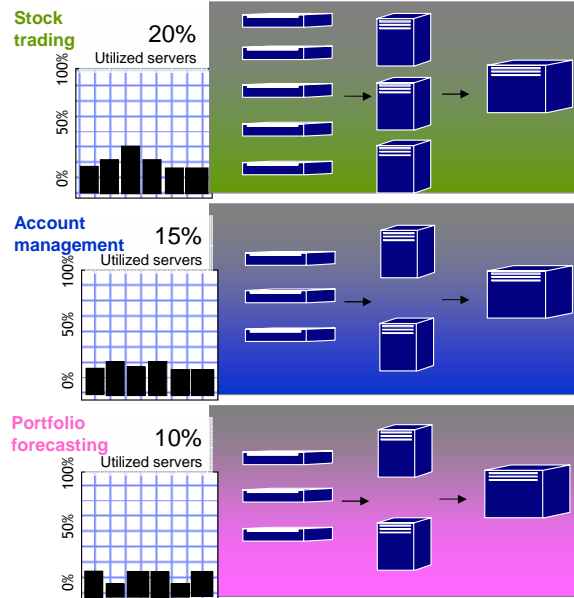 Stock
trading
20%
Utilized servers
100%
50%
0%
Account
management
15%
Utilized servers
100%
50%
0%
Portfolio
forecasting
10%
Utilized servers
100%
50%
0%